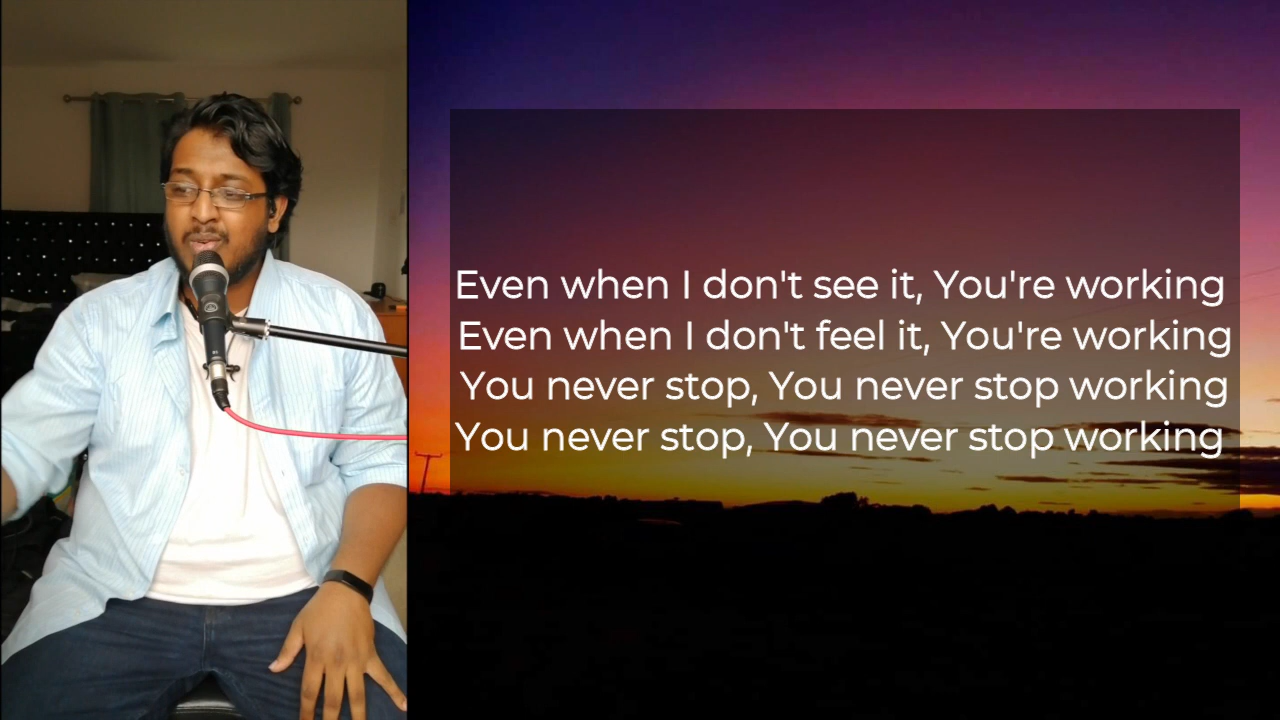 Even when I don't see it, You're working
Even when I don't feel it, You're working
You never stop, You never stop working
You never stop, You never stop working